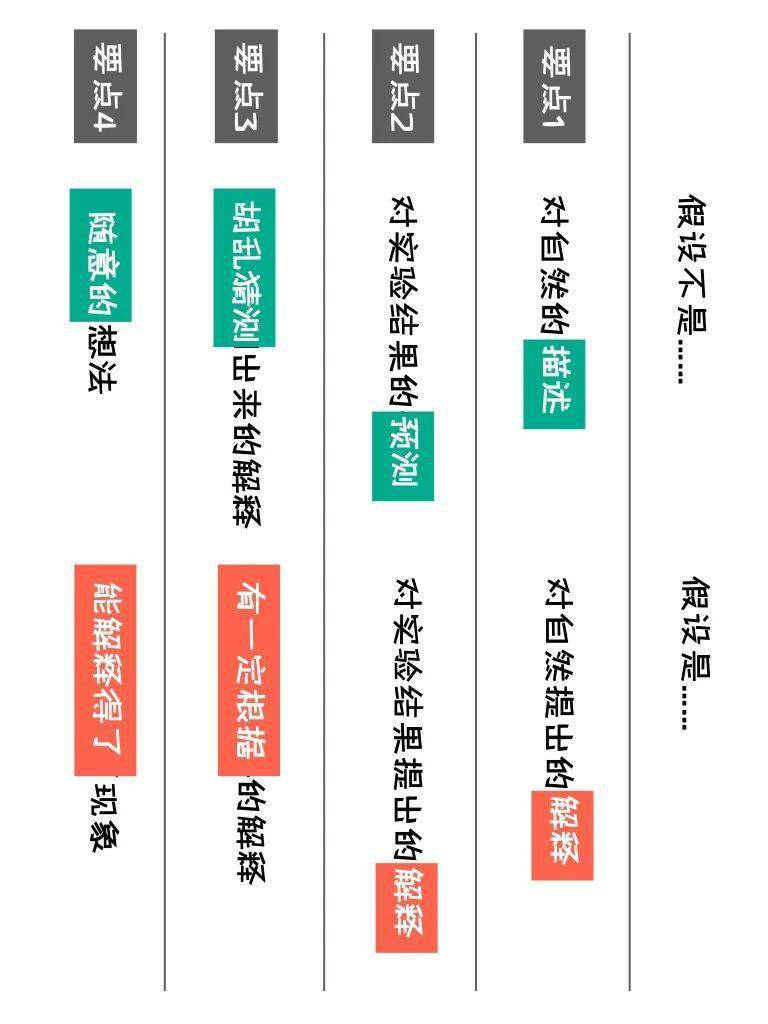 假设不是……
假设是……
要点1
对自然的描述
对自然提出的解释
要点2
对实验结果的预测
对实验结果提出的解释
要点3
胡乱猜测出来的解释
有一定根据的解释
要点4
随意的想法
能解释得了现象